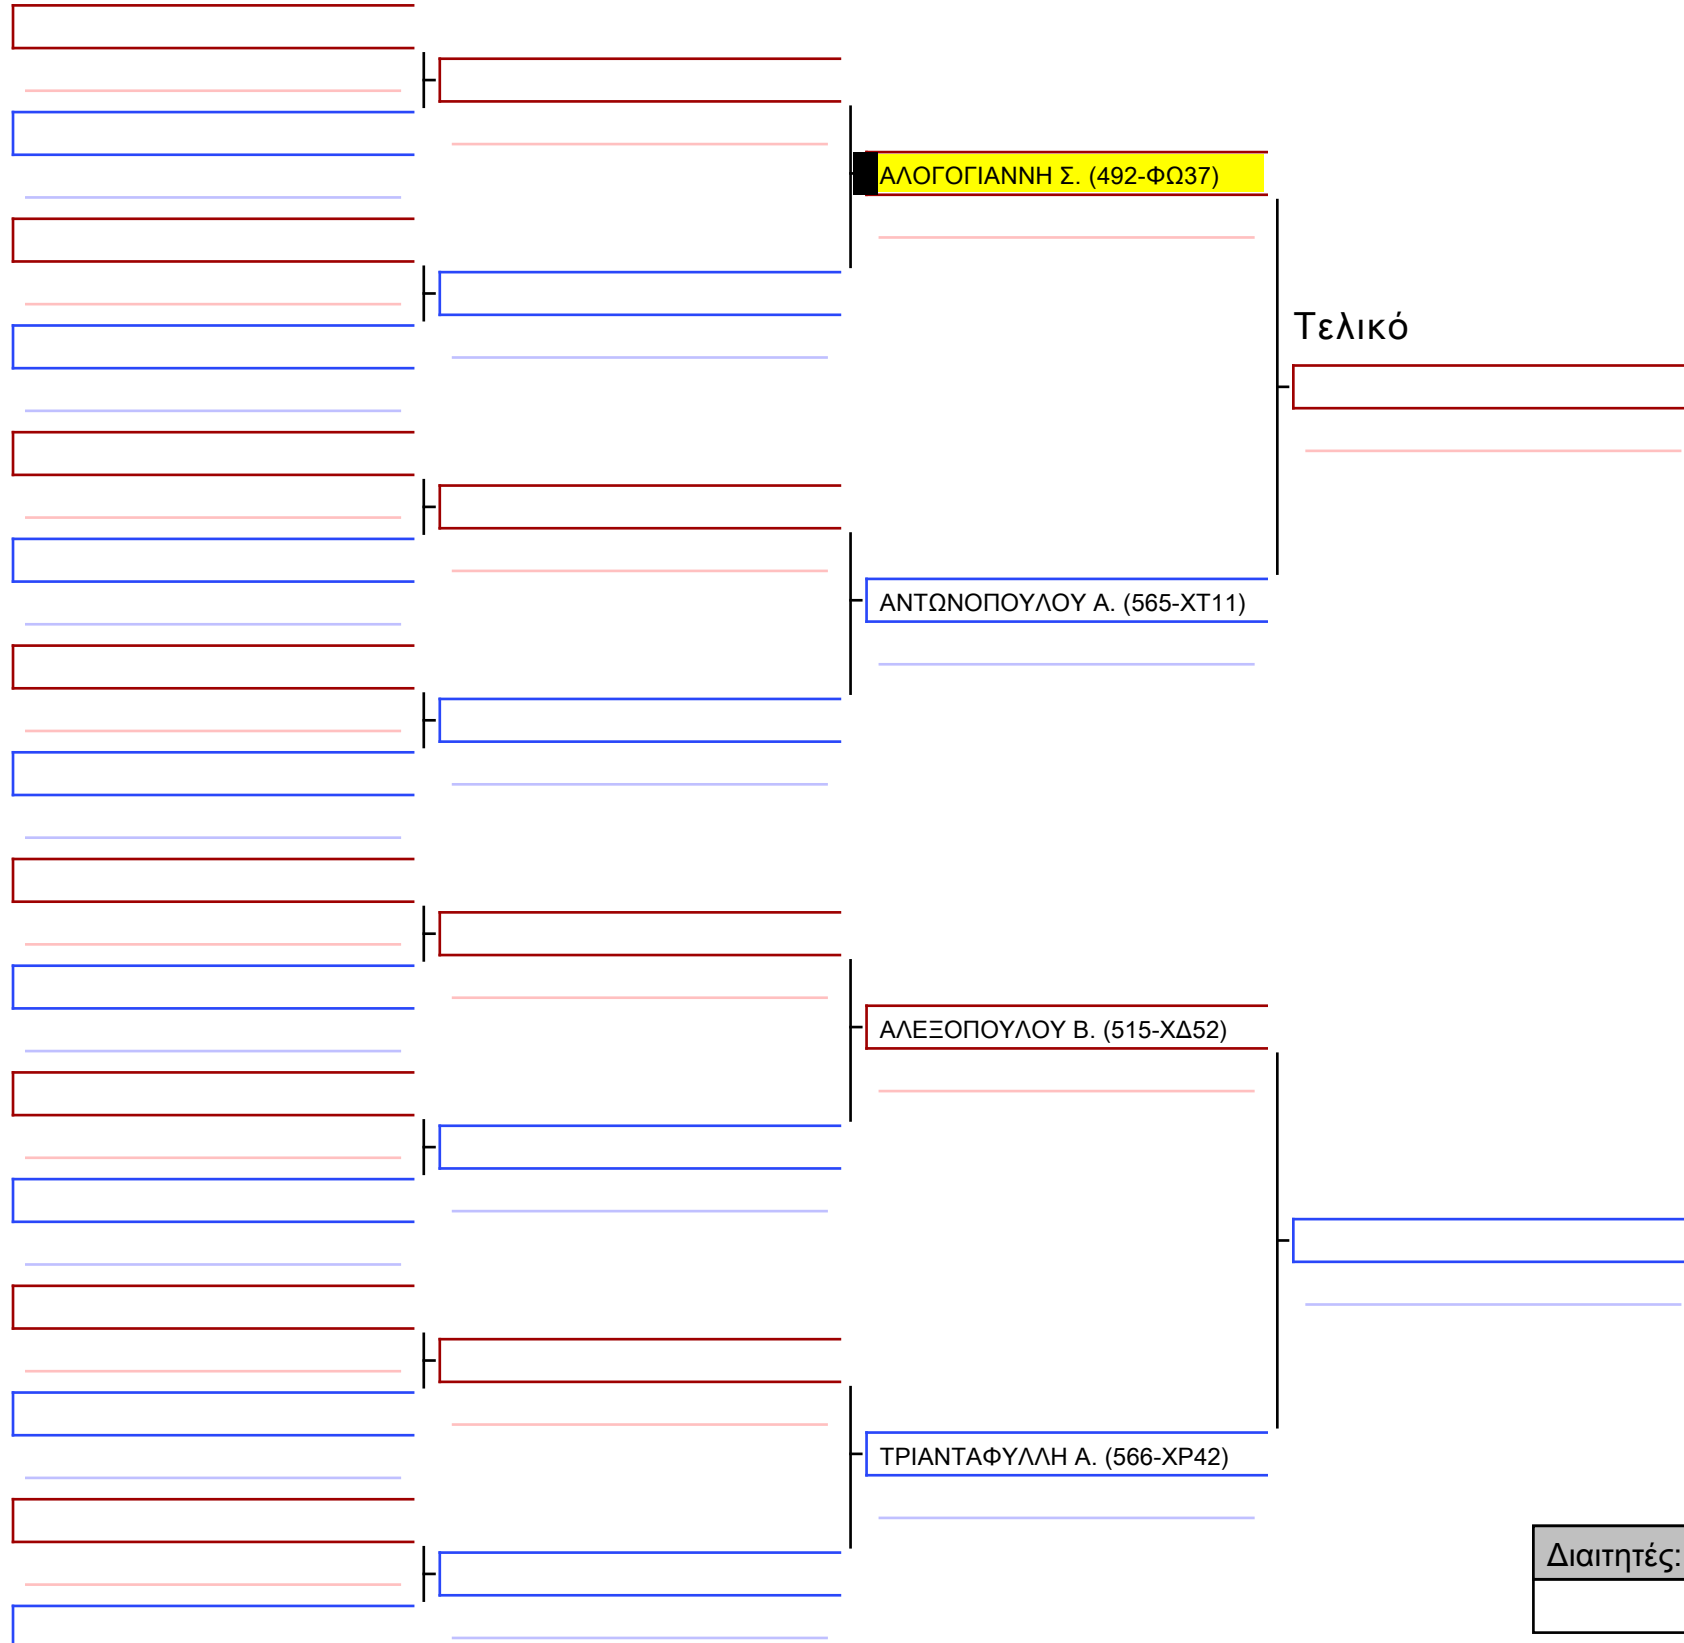 ΑΛΟΓΟΓΙΑΝΝΗ Σ. (492-ΦΩ37)
Τελικό
ΑΝΤΩΝΟΠΟΥΛΟΥ Α. (565-ΧΤ11)
ΑΛΕΞΟΠΟΥΛΟΥ Β. (515-ΧΔ52)
ΤΡΙΑΝΤΑΦΥΛΛΗ Α. (566-ΧΡ42)
Διαιτητές: